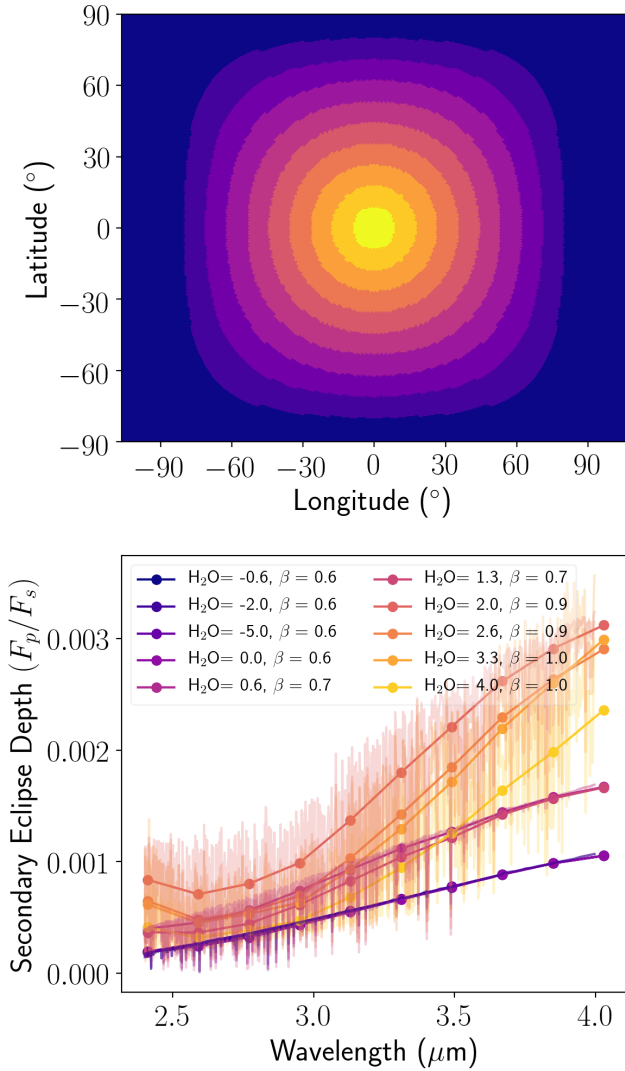 90
60
30
0
−30
−60
−90
Latitude (°)
−90 −60 −30 0 30 60 90
Longitude (°)
H₂O= -0.6, β = 0.6
H₂O= -2.0, β = 0.6
H₂O= -5.0, β = 0.6
H₂O= 0.0, β = 0.6
H₂O= 0.6, β = 0.7
H₂O= 1.3, β = 0.7
H₂O= 2.0, β = 0.9
H₂O= 2.6, β = 0.9
H₂O= 3.3, β = 1.0
H₂O= 4.0, β = 1.0
Secondary Eclipse Depth (Fₚ/Fₛ)
0.003
0.002
0.001
0.000
2.5 3.0 3.5 4.0
Wavelength (μm)